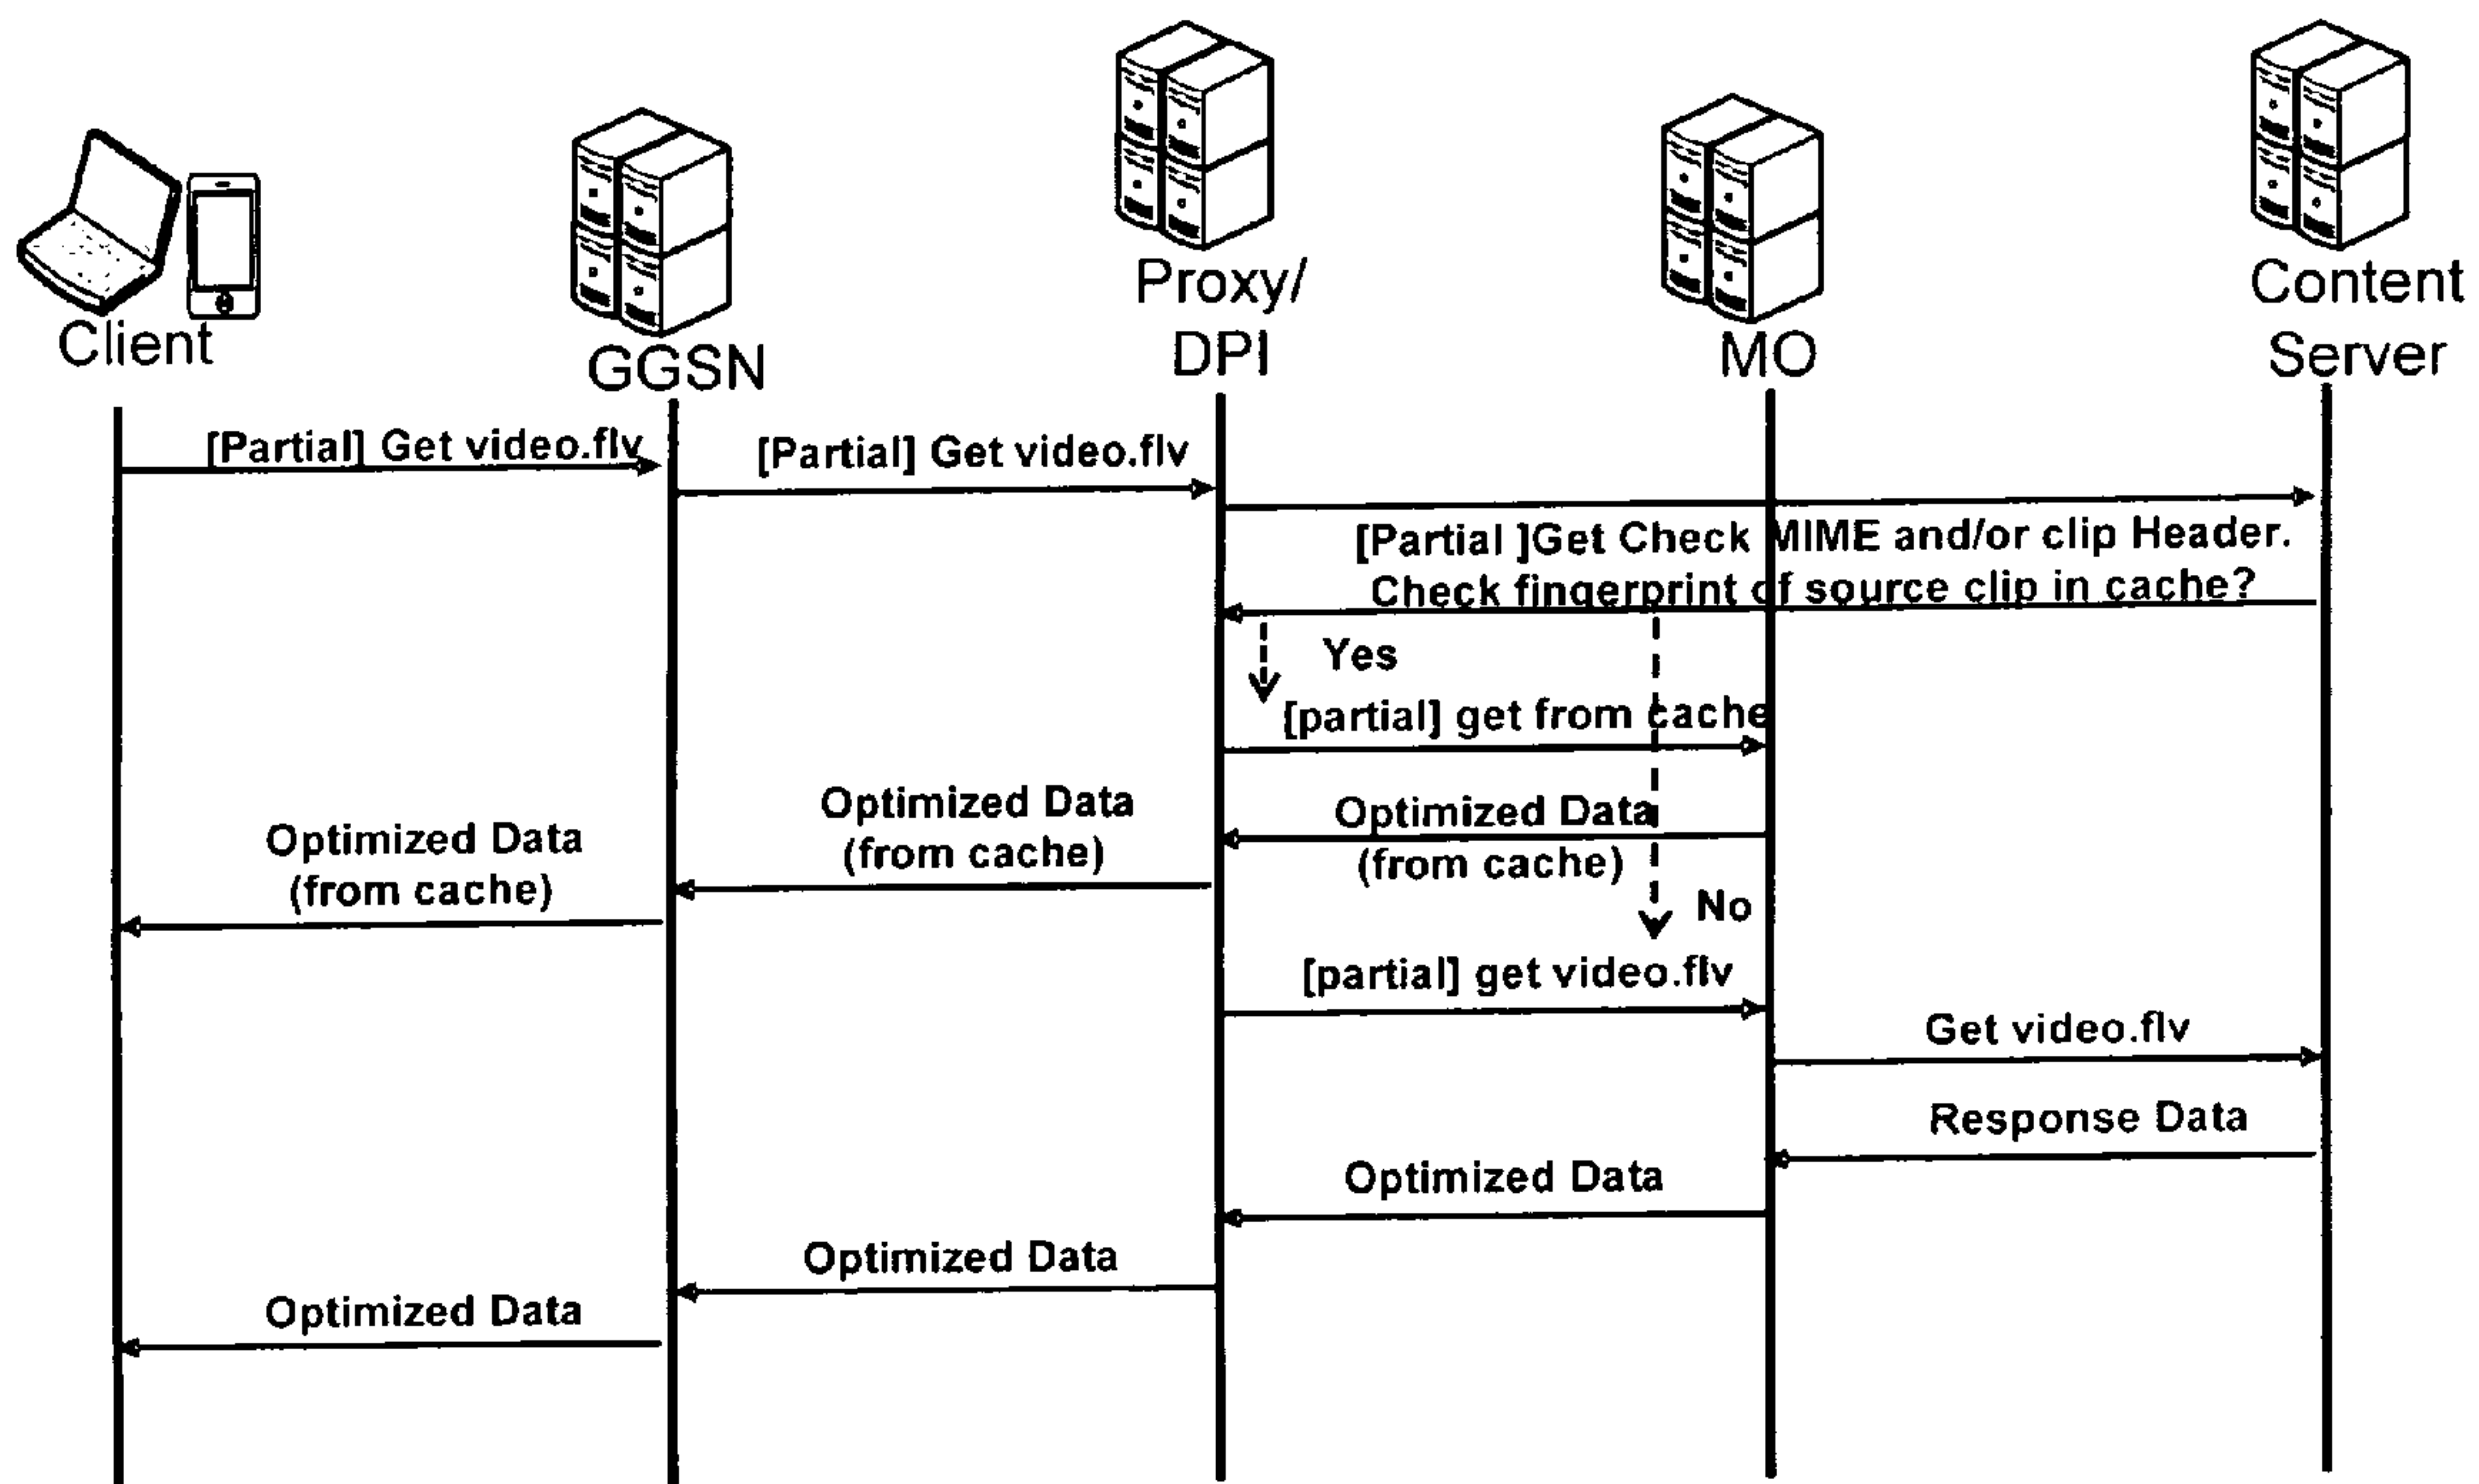 Proxy/
DPI
Content
Server
Client
GGSN
MO
[Partial] Get video.flv
[Partial] Get video.flv
[Partial ]Get Check MIME and/or clip Header.
Check fingerprint of source clip in cache?
Yes
[partial] get from cache
Optimized Data
(from cache)
Optimized Data
(from cache)
Optimized Data
(from cache)
No
[partial] get video.flv
Get video.flv
Response Data
Optimized Data
Optimized Data
Optimized Data